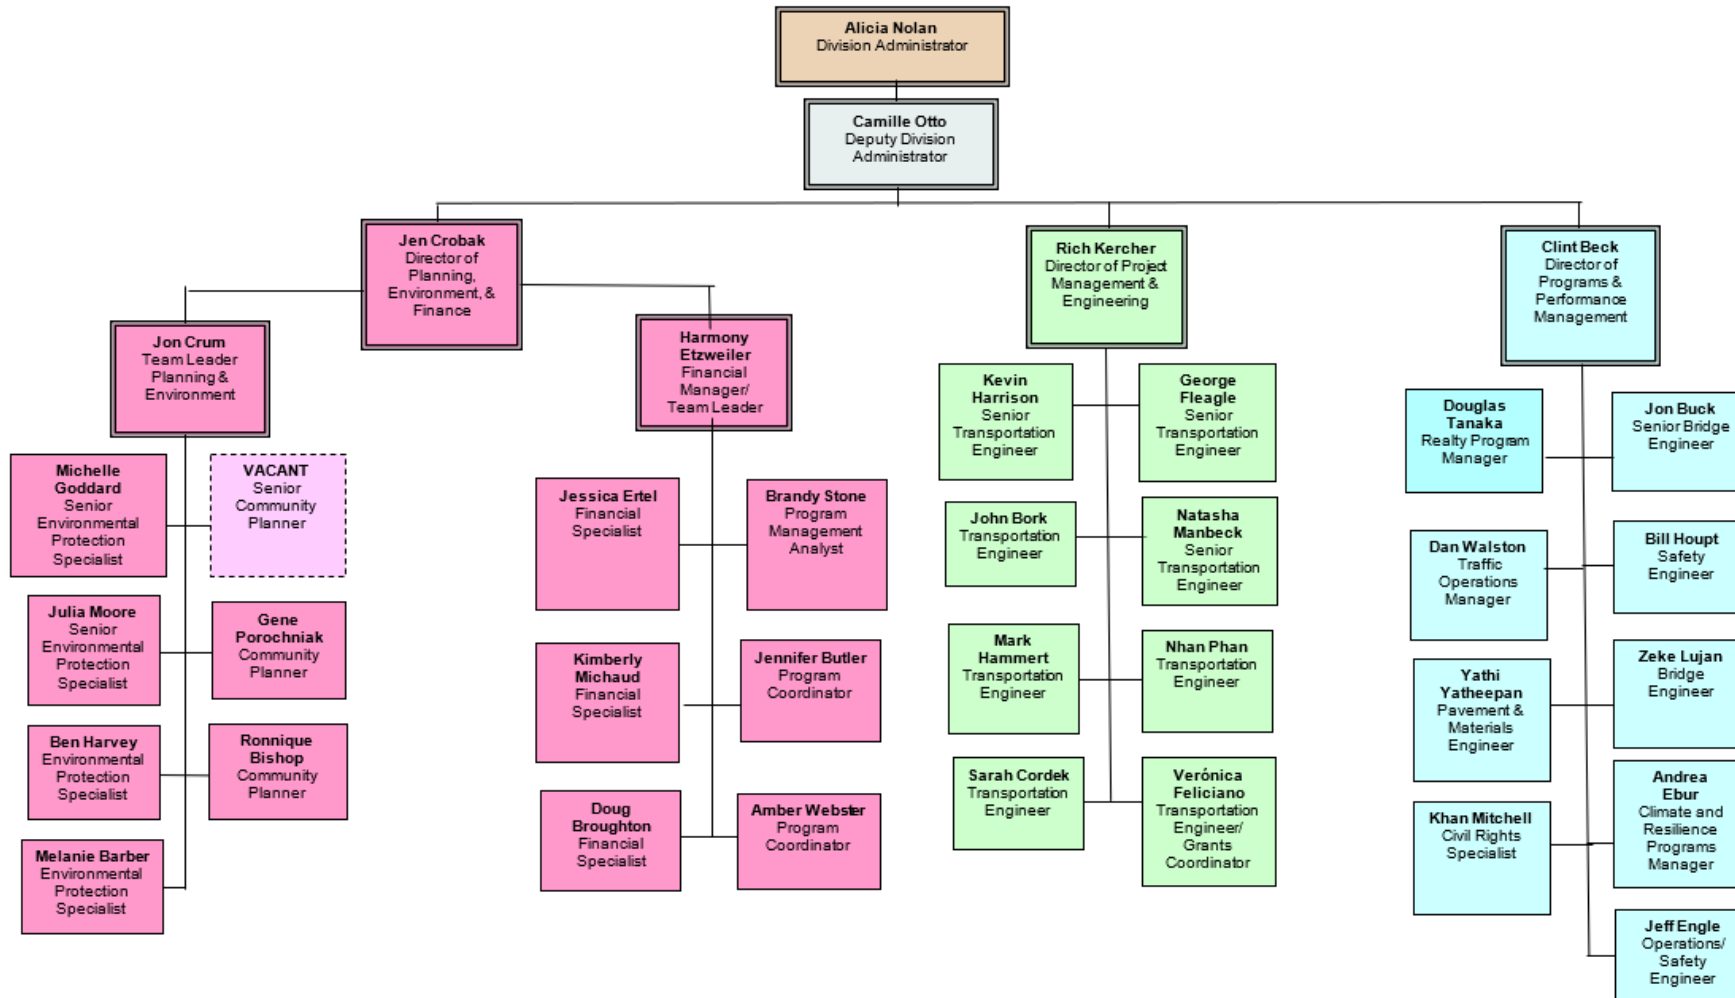 Alicia Nolan
Division Administrator
Camille Otto
Deputy Division
Administrator
Jen Crobak
Director of
Planning,
Environment, &
Finance
Rich Kercher
Director of Project
Management &
Engineering
Clint Beck
Director of
Programs &
Performance
Management
Jon Crum
Team Leader
Planning &
Environment
Harmony
Etzweiler
Financial
Manager/
Team Leader
Michelle
Goddard
Senior
Environmental
Protection
Specialist
VACANT
Senior
Community
Planner
Julia Moore
Senior
Environmental
Protection
Specialist
Gene
Porochniak
Community
Planner
Ben Harvey
Environmental
Protection
Specialist
Ronnique
Bishop
Community
Planner
Melanie Barber
Environmental
Protection
Specialist
Jessica Ertel
Financial
Specialist
Brandy Stone
Program
Management
Analyst
Kimberly
Michaud
Financial
Specialist
Jennifer Butler
Program
Coordinator
Doug
Broughton
Financial
Specialist
Amber Webster
Program
Coordinator
Kevin
Harrison
Senior
Transportation
Engineer
George
Fleagle
Senior
Transportation
Engineer
John Bork
Transportation
Engineer
Natasha
Manbeck
Senior
Transportation
Engineer
Mark
Hammert
Transportation
Engineer
Nhan Phan
Transportation
Engineer
Sarah Cordek
Transportation
Engineer
Verónica
Feliciano
Transportation
Engineer/
Grants
Coordinator
Douglas
Tanaka
Realty Program
Manager
Jon Buck
Senior Bridge
Engineer
Dan Walston
Traffic
Operations
Manager
Bill Houpt
Safety
Engineer
Yathi
Yatheepan
Pavement &
Materials
Engineer
Zeke Lujan
Bridge
Engineer
Khan Mitchell
Civil Rights
Specialist
Andrea
Ebur
Climate and
Resilience
Programs
Manager
Jeff Engle
Operations/
Safety
Engineer